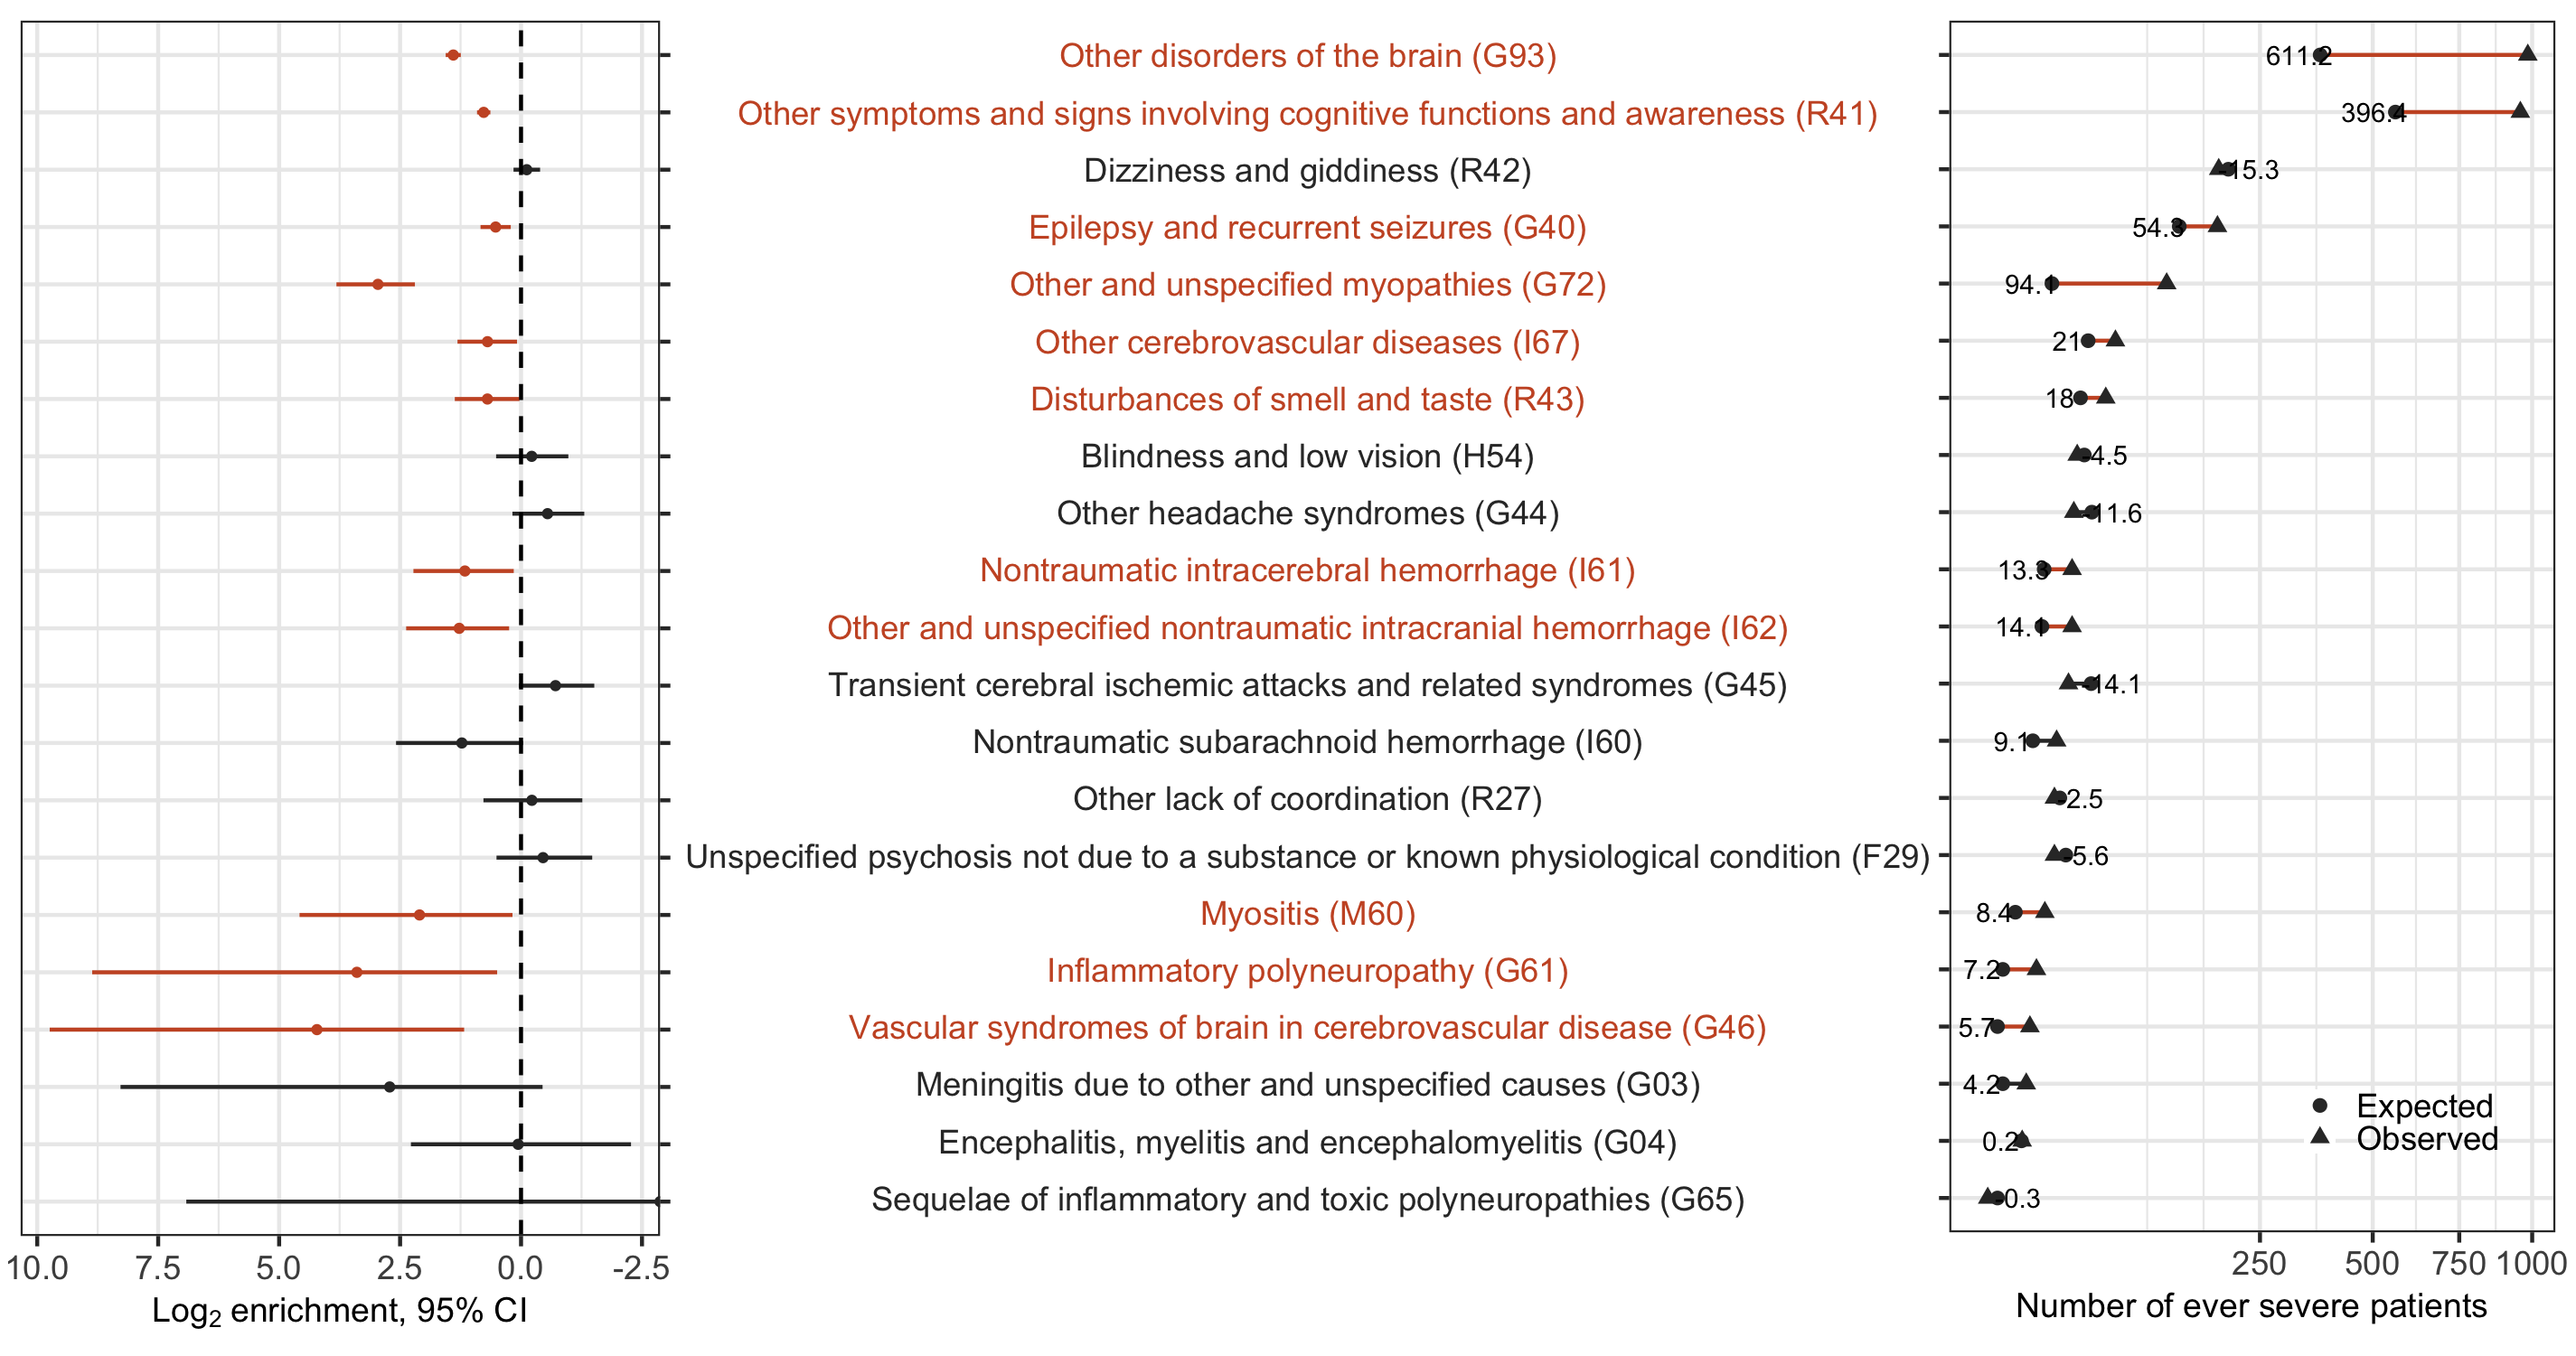 Other disorders of the brain (G93) 611.2
Other symptoms and signs involving cognitive functions and awareness (R41) 396.4
Dizziness and giddiness (R42) -15.3
Epilepsy and recurrent seizures (G40) 54.3
Other and unspecified myopathies (G72) 94.1
Other cerebrovascular diseases (I67) 21
Disturbances of smell and taste (R43) 18
Blindness and low vision (H54) -4.5
Other headache syndromes (G44) -11.6
Nontraumatic intracerebral hemorrhage (I61) 13.3
Other and unspecified nontraumatic intracranial hemorrhage (I62) 14.1
Transient cerebral ischemic attacks and related syndromes (G45) -14.1
Nontraumatic subarachnoid hemorrhage (I60) 9.1
Other lack of coordination (R27) -2.5
Unspecified psychosis not due to a substance or known physiological condition (F29) -5.6
Myositis (M60) 8.4
Inflammatory polyneuropathy (G61) 7.2
Vascular syndromes of brain in cerebrovascular disease (G46) 5.7
Meningitis due to other and unspecified causes (G03) 4.2
Expected
Encephalitis, myelitis and encephalomyelitis (G04) 0.2
Observed
Sequelae of inflammatory and toxic polyneuropathies (G65) -0.3
10.0 7.5 5.0 2.5 0.0 -2.5
250 500 750 1000
Log2 enrichment, 95% CI
Number of ever severe patients